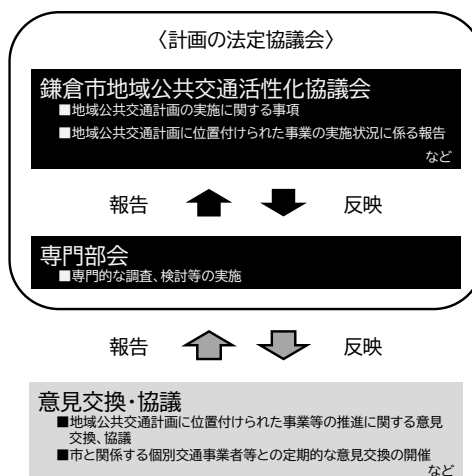 〈計画の法定協議会〉
鎌倉市地域公共交通活性化協議会
■地域公共交通計画の実施に関する事項
■地域公共交通計画に位置付けられた事業の実施状況に係る報告
など
報告 反映
専門部会
■専門的な調査、検討等の実施
報告 反映
意見交換・協議
■地域公共交通計画に位置付けられた事業等の推進に関する意見
交換、協議
■市と関係する個別交通事業者等との定期的な意見交換の開催
など